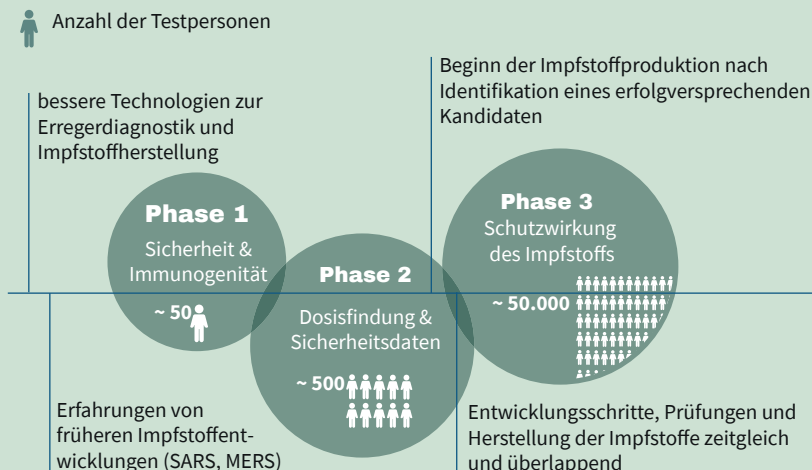 Anzahl der Testpersonen
bessere Technologien zur
Erregerdiagnostik und
Impfstoffherstellung
Beginn der Impfstoffproduktion nach
Identifikation eines erfolgversprechenden
Kandidaten
Phase 1
Sicherheit &
Immunogenität
~ 50
Phase 2
Dosisfindung &
Sicherheitsdaten
~ 500
Phase 3
Schutzwirkung
des Impfstoffs
~ 50.000
Erfahrungen von
früheren Impfstoffent-
wicklungen (SARS, MERS)
Entwicklungsschritte, Prüfungen und
Herstellung der Impfstoffe zeitgleich
und überlappend